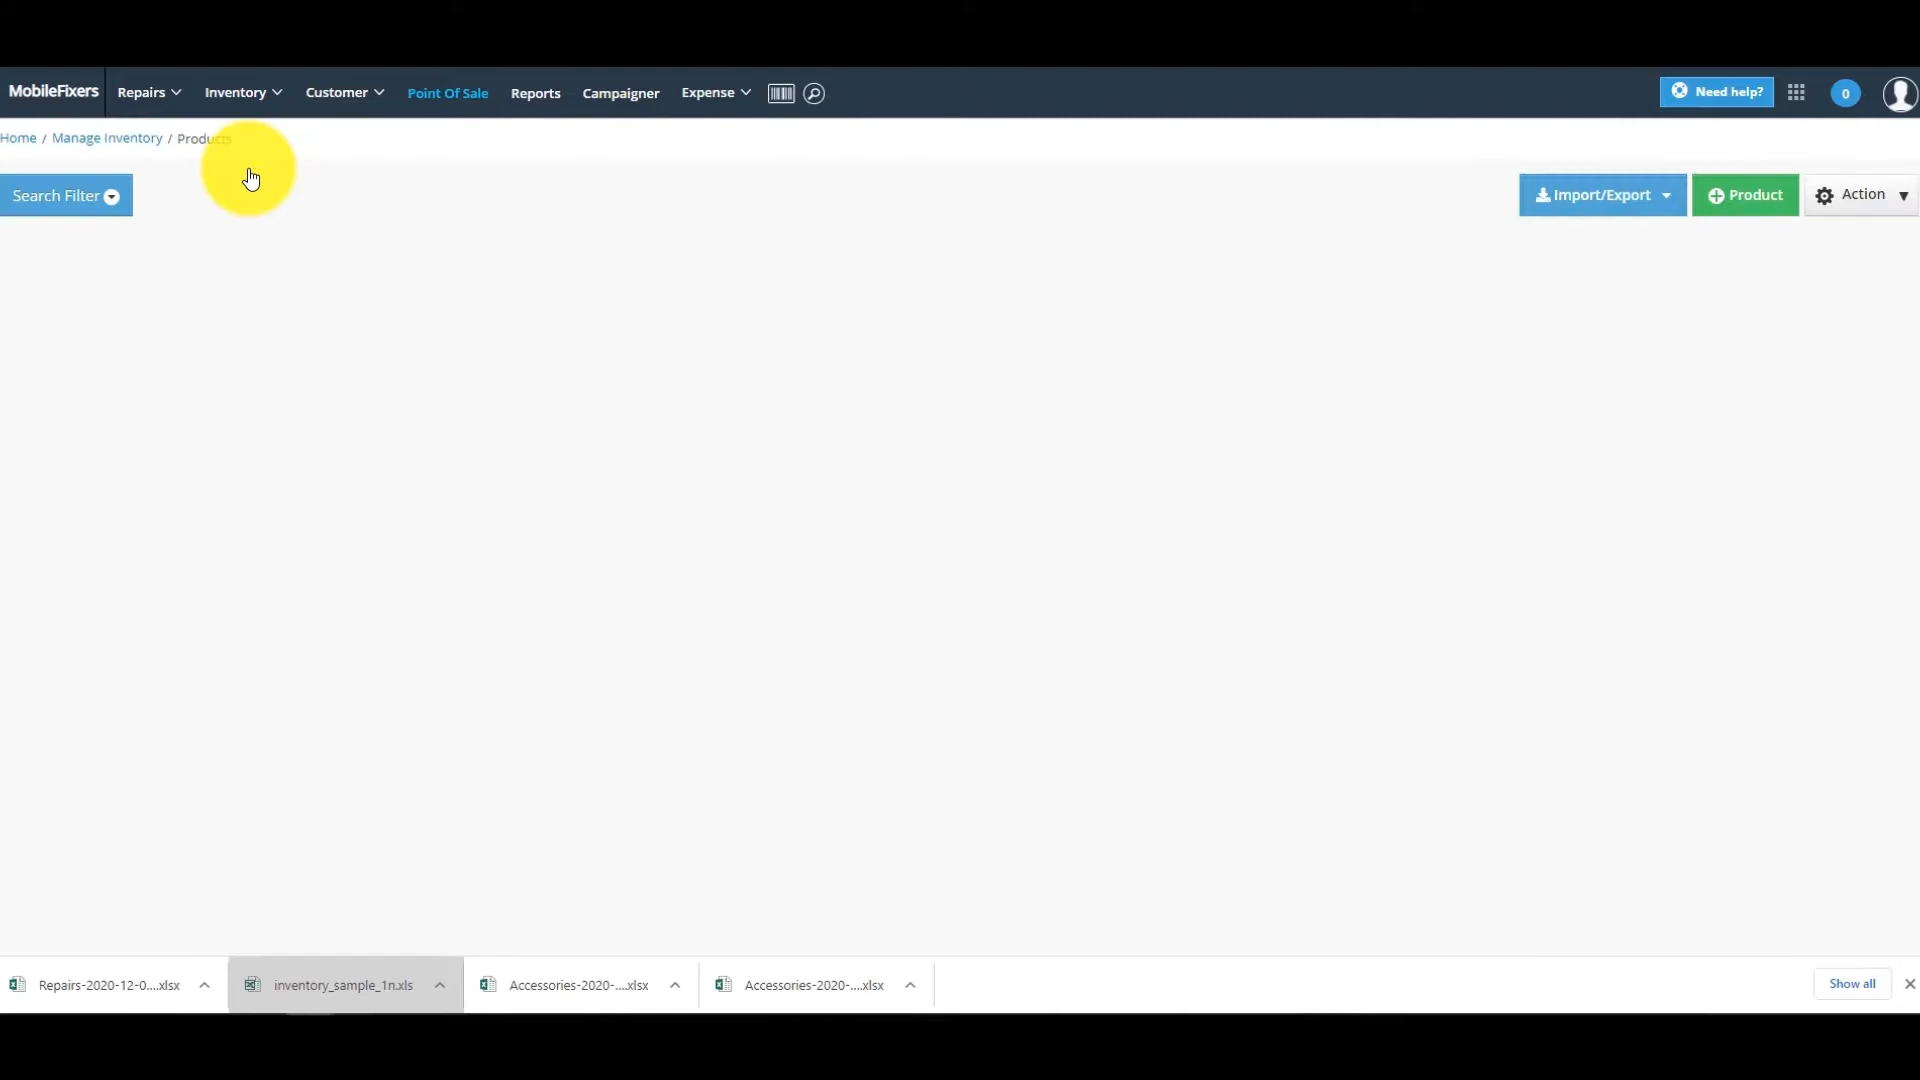 MobileFixers Repairs Inventory Customer Point Of Sale Reports Campaigner Expense Need help? 0
Home / Manage Inventory / Products
Search Filter Import/Export Product Action
Repairs-2020-12-0....xlsx inventory_sample_1n.xls Accessories-2020-....xlsx Accessories-2020-....xlsx Show all